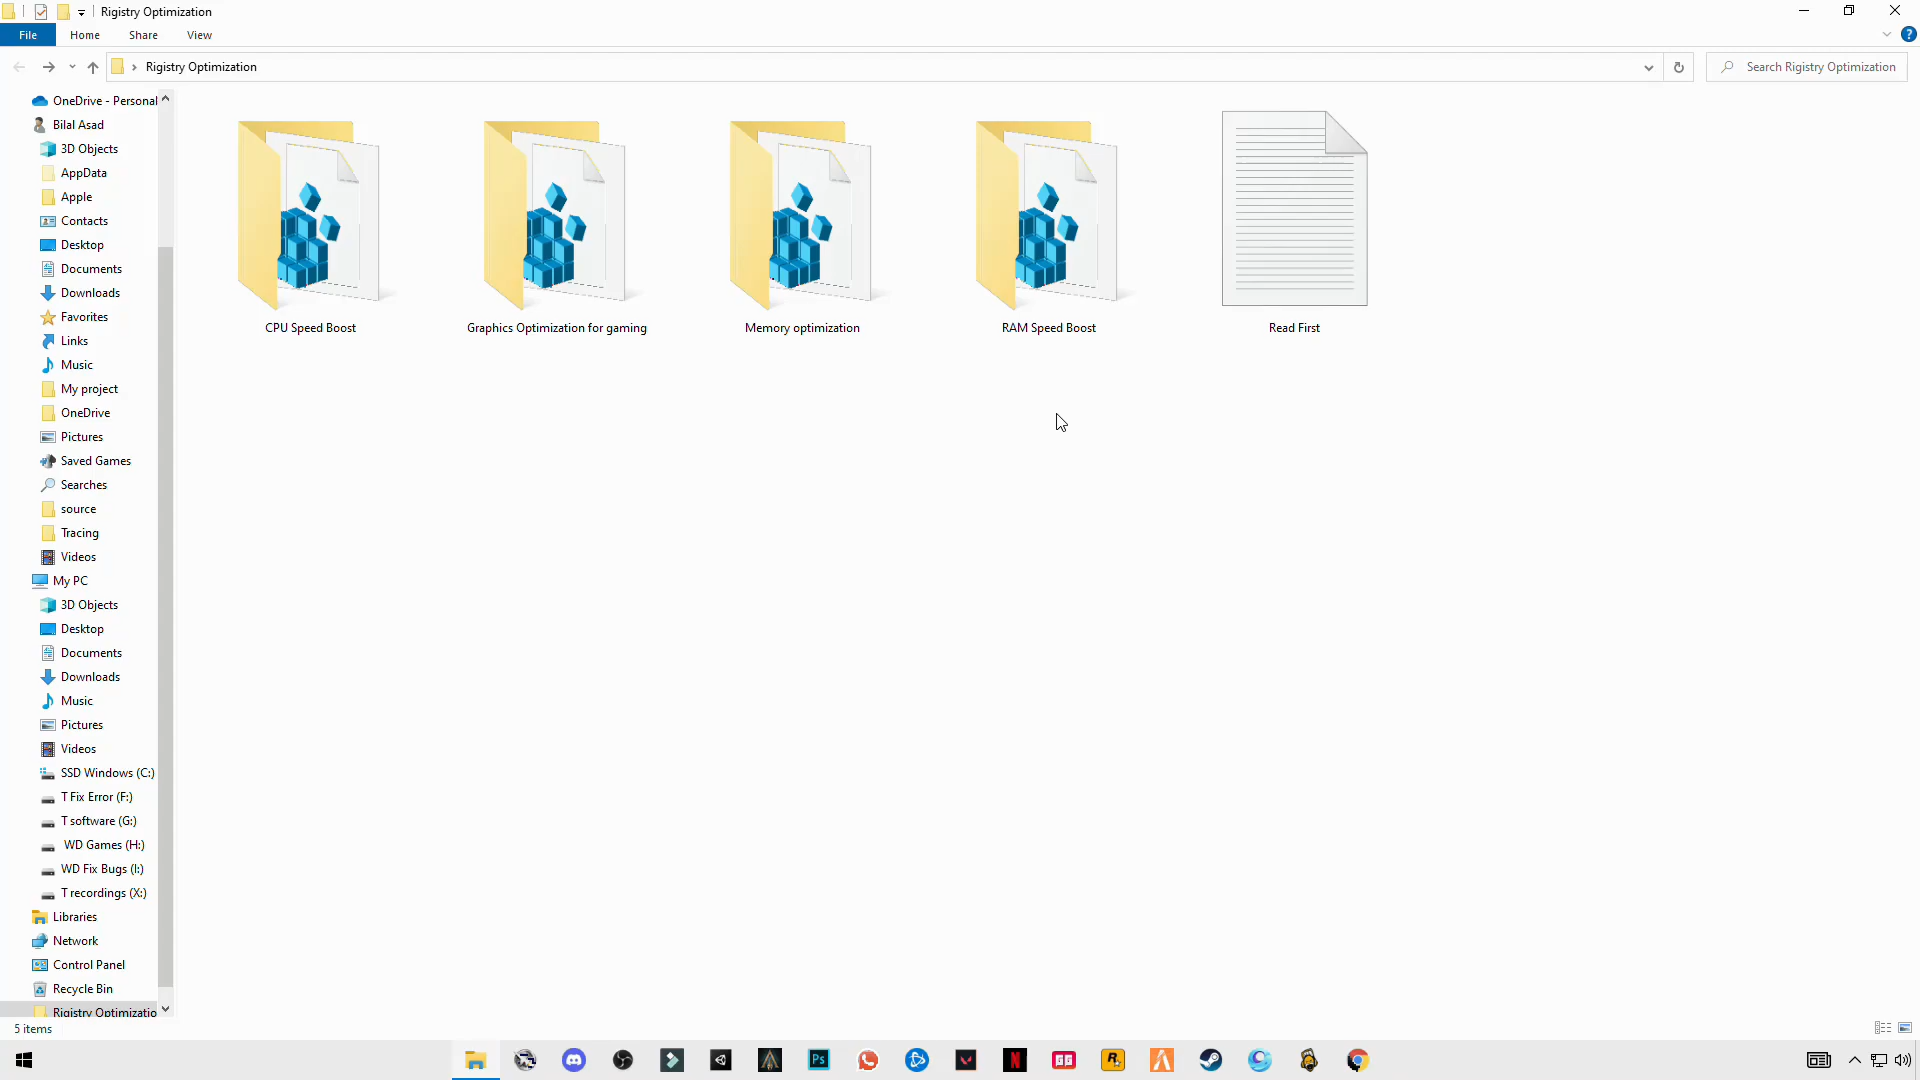 Rigistry Optimization
File
Home
Share
View
Rigistry Optimization
Search Rigistry Optimization
OneDrive - Personal
Bilal Asad
3D Objects
AppData
Apple
Contacts
Desktop
Documents
Downloads
Favorites
Links
Music
My project
OneDrive
Pictures
Saved Games
Searches
source
Tracing
Videos
My PC
3D Objects
Desktop
Documents
Downloads
Music
Pictures
Videos
SSD Windows (C:)
T Fix Error (F:)
T software (G:)
WD Games (H:)
WD Fix Bugs (I:)
T recordings (X:)
Libraries
Network
Control Panel
Recycle Bin
Rigistry Optimizatio
CPU Speed Boost
Graphics Optimization for gaming
Memory optimization
RAM Speed Boost
Read First
5 items
Ps